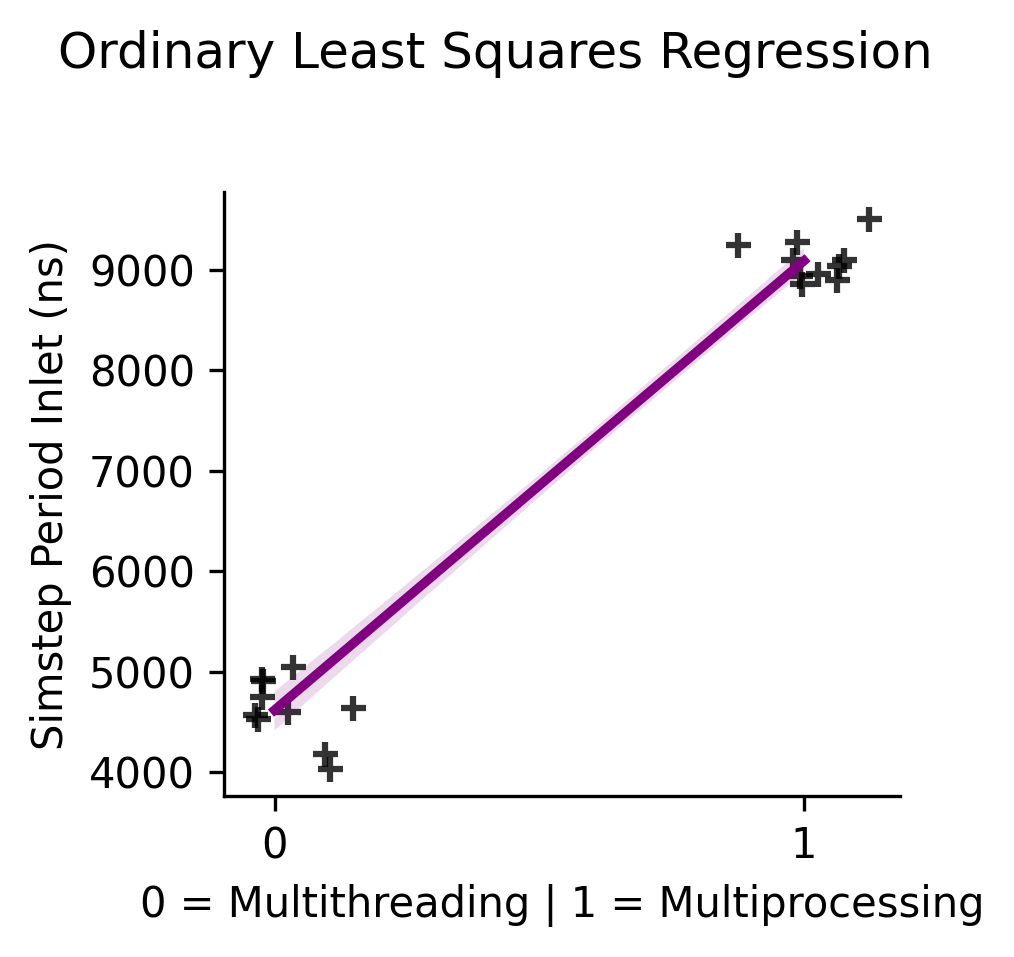 Ordinary Least Squares Regression
Simstep Period Inlet (ns)
9000
8000
7000
6000
5000
4000
0 1
0 = Multithreading | 1 = Multiprocessing